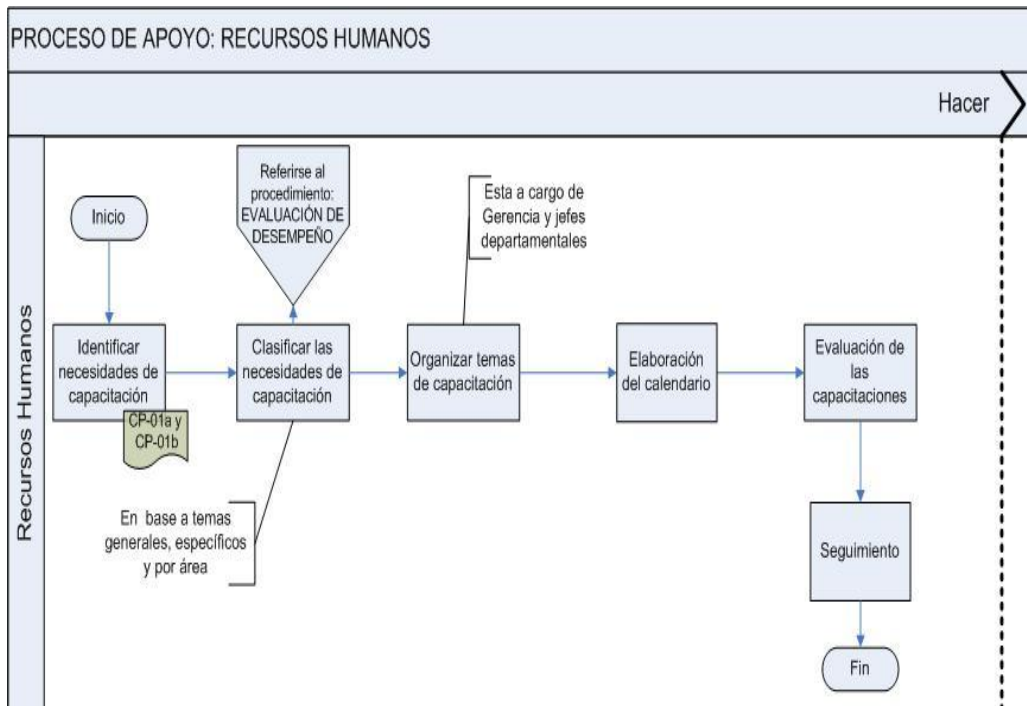 PROCESO DE APOYO: RECURSOS HUMANOS
Hacer
Recursos Humanos
Inicio
Referirse al
procedimiento:
EVALUACIÓN DE
DESEMPEÑO
Esta a cargo de
Gerencia y jefes
departamentales
Identificar
necesidades de
capacitación
CP-01a y
CP-01b
Clasificar las
necesidades de
capacitación
Organizar temas
de capacitación
Elaboración
del calendario
Evaluación de
las
capacitaciones
En base a temas
generales, específicos
y por área
Seguimiento
Fin